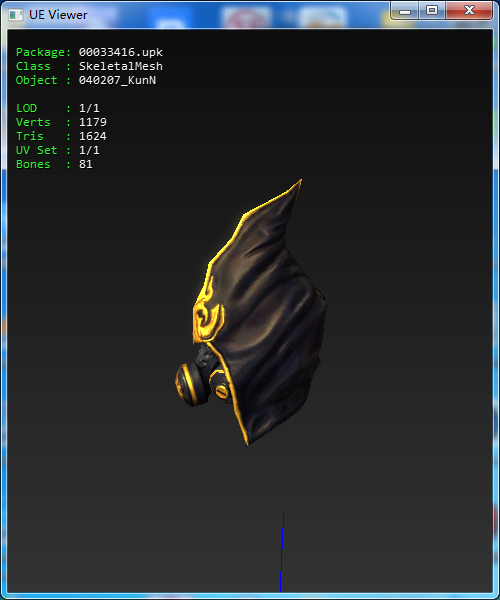 UE Viewer
Package: 00033416.upk
Class : SkeletalMesh
Object : 040207_KunN
LOD : 1/1
Verts : 1179
Tris : 1624
UV Set : 1/1
Bones : 81